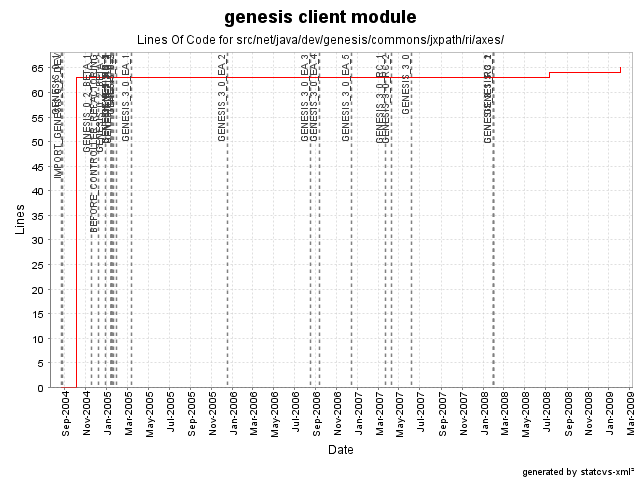 genesis client module
Lines Of Code for src/net/java/dev/genesis/commons/jxpath/ri/axes/
Lines
65
60
55
50
45
40
35
30
25
20
15
10
5
0
GENESIS_3_0_EA_1
GENESIS_3_0_EA_2
GENESIS_3_0_EA_3
GENESIS_3_0_EA_4
GENESIS_3_0_EA_5
GENESIS_3_0
BEFORE_CONTROLLER_REFACTORING
GENESIS_0_2_BETA_1
Sep-2004
Nov-2004
Jan-2005
Mar-2005
May-2005
Jul-2005
Sep-2005
Nov-2005
Jan-2006
Mar-2006
May-2006
Jul-2006
Sep-2006
Nov-2006
Jan-2007
Mar-2007
May-2007
Jul-2007
Sep-2007
Nov-2007
Jan-2008
Mar-2008
May-2008
Jul-2008
Sep-2008
Nov-2008
Jan-2009
Mar-2009
Date
generated by statcvs-xml²